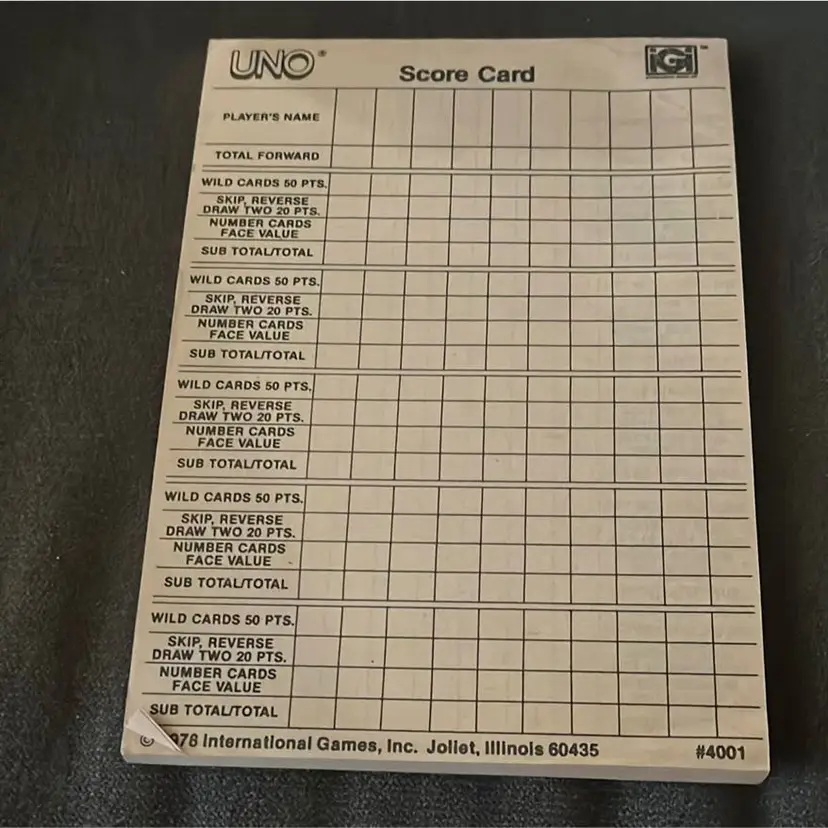 UNO®
Score Card
iGi ™
PLAYER'S NAME
TOTAL FORWARD
WILD CARDS 50 PTS.
SKIP, REVERSE
DRAW TWO 20 PTS.
NUMBER CARDS
FACE VALUE
SUB TOTAL/TOTAL
WILD CARDS 50 PTS.
SKIP, REVERSE
DRAW TWO 20 PTS.
NUMBER CARDS
FACE VALUE
SUB TOTAL/TOTAL
WILD CARDS 50 PTS.
SKIP, REVERSE
DRAW TWO 20 PTS.
NUMBER CARDS
FACE VALUE
SUB TOTAL/TOTAL
WILD CARDS 50 PTS.
SKIP, REVERSE
DRAW TWO 20 PTS.
NUMBER CARDS
FACE VALUE
SUB TOTAL/TOTAL
WILD CARDS 50 PTS.
SKIP, REVERSE
DRAW TWO 20 PTS.
NUMBER CARDS
FACE VALUE
SUB TOTAL/TOTAL
© 978 International Games, Inc. Joliet, Illinois 60435 #4001